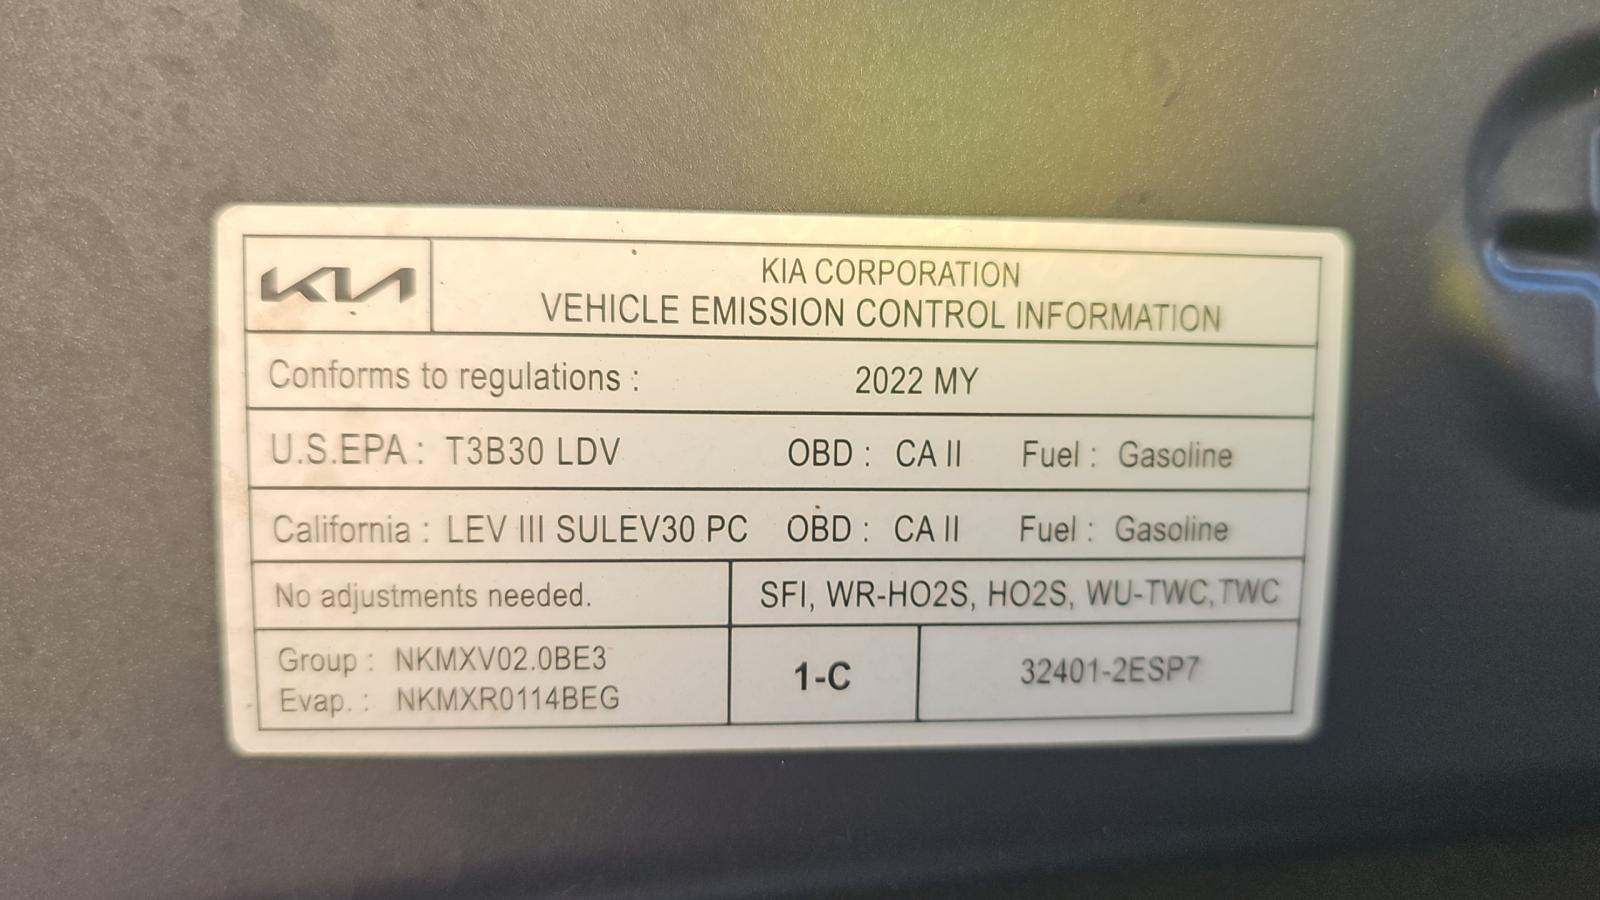 KIA
KIA CORPORATION
VEHICLE EMISSION CONTROL INFORMATION
Conforms to regulations : 2022 MY
U.S.EPA : T3B30 LDV OBD : CA II Fuel : Gasoline
California : LEV III SULEV30 PC OBD : CA II Fuel : Gasoline
No adjustments needed. SFI, WR-HO2S, HO2S, WU-TWC,TWC
Group : NKMXV02.0BE3
Evap. : NKMXR0114BEG
1-C
32401-2ESP7